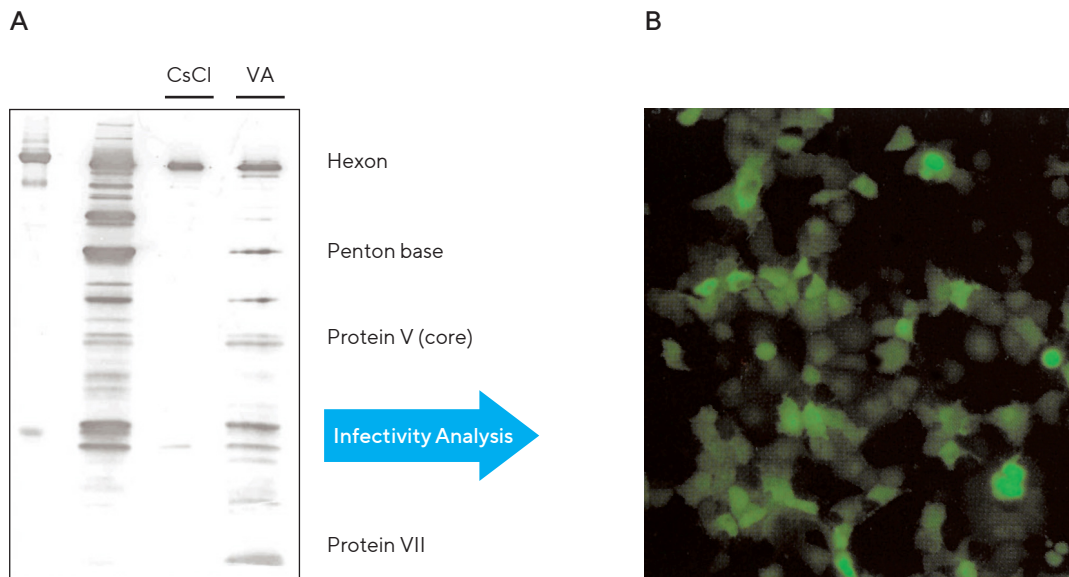 A
B
CsCl
VA
Hexon
Penton base
Protein V (core)
Infectivity Analysis
Protein VII